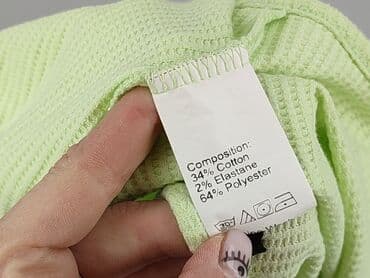 Composition:
34% Cotton
2% Elastane
64% Polyester